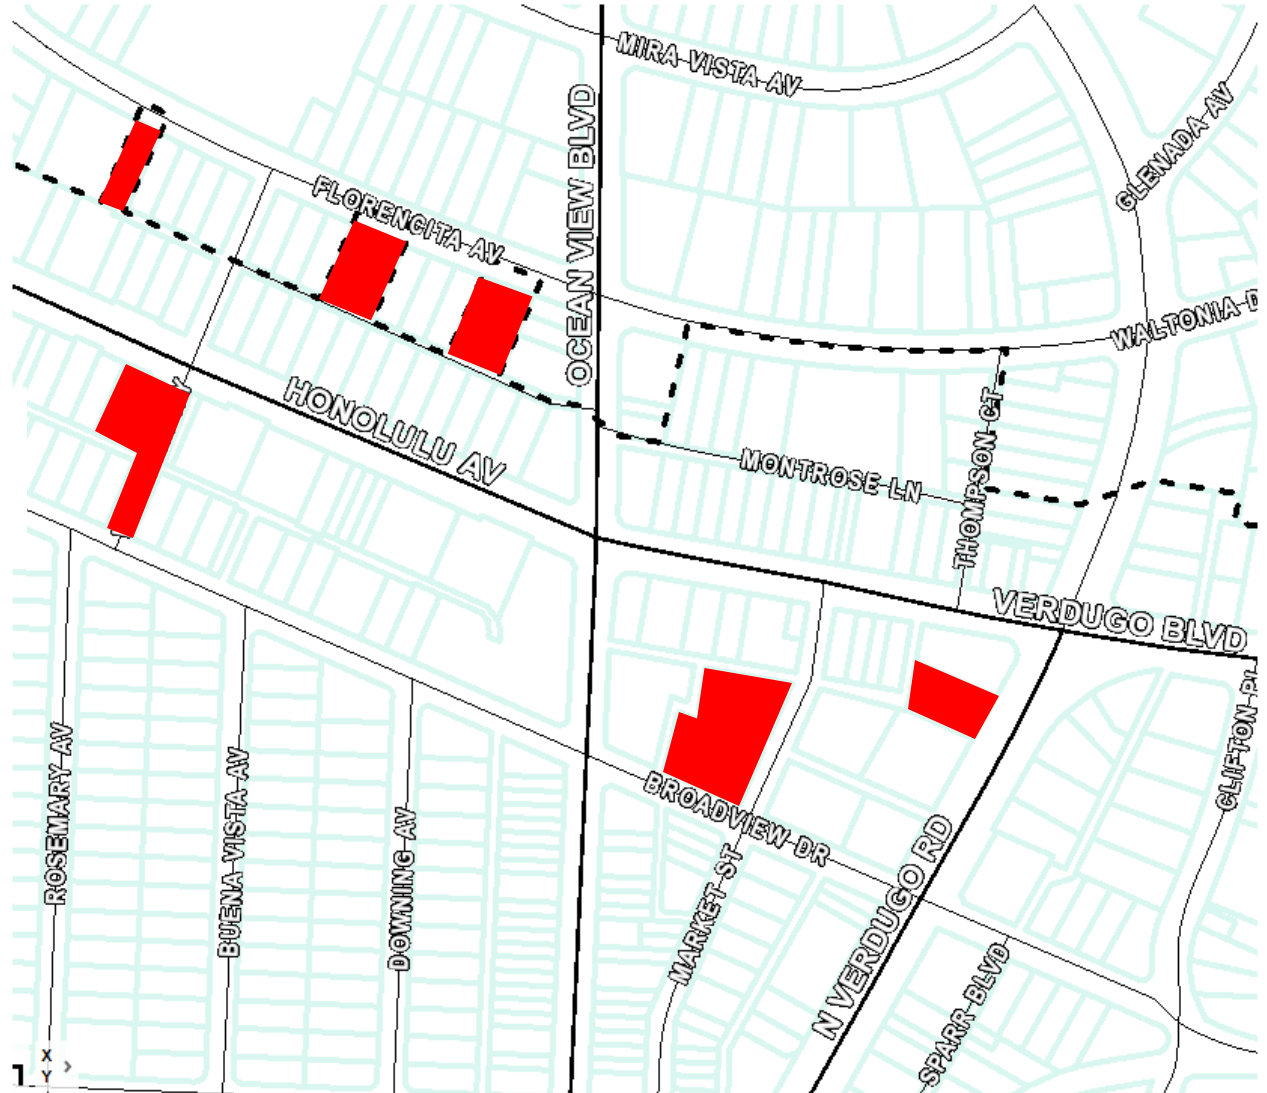 MIRA VISTA AV
GLENADA AV
OCEAN VIEW BLVD
FLORENCITA AV
WALTONIA D
HONOLULU AV
MONTROSE LN
THOMPSON CT
VERDUGO BLVD
CLIFTON PL
ROSEMARY AV
BUENA VISTA AV
DOWNING AV
BROADVIEW DR
MARKET ST
N VERDUGO RD
SPARR BLVD
X
Y